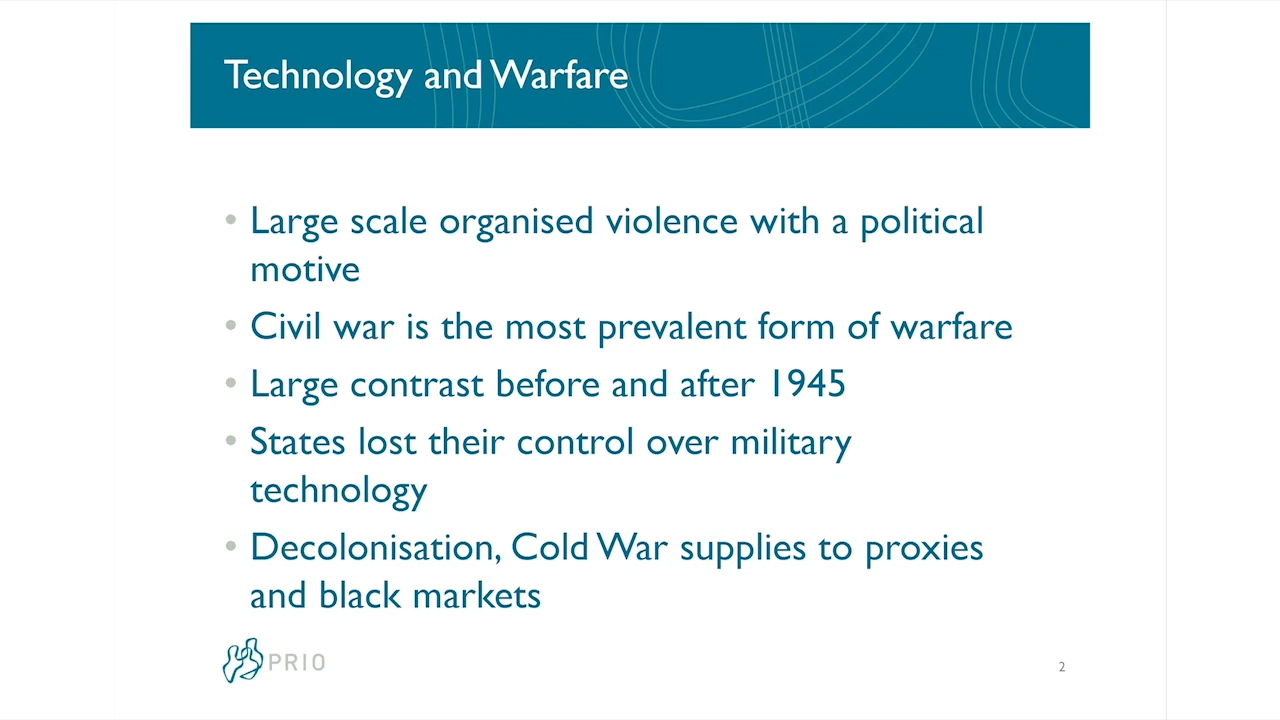 Technology and Warfare
• Large scale organised violence with a political
motive
• Civil war is the most prevalent form of warfare
• Large contrast before and after 1945
• States lost their control over military
technology
• Decolonisation, Cold War supplies to proxies
and black markets
PRIO
2